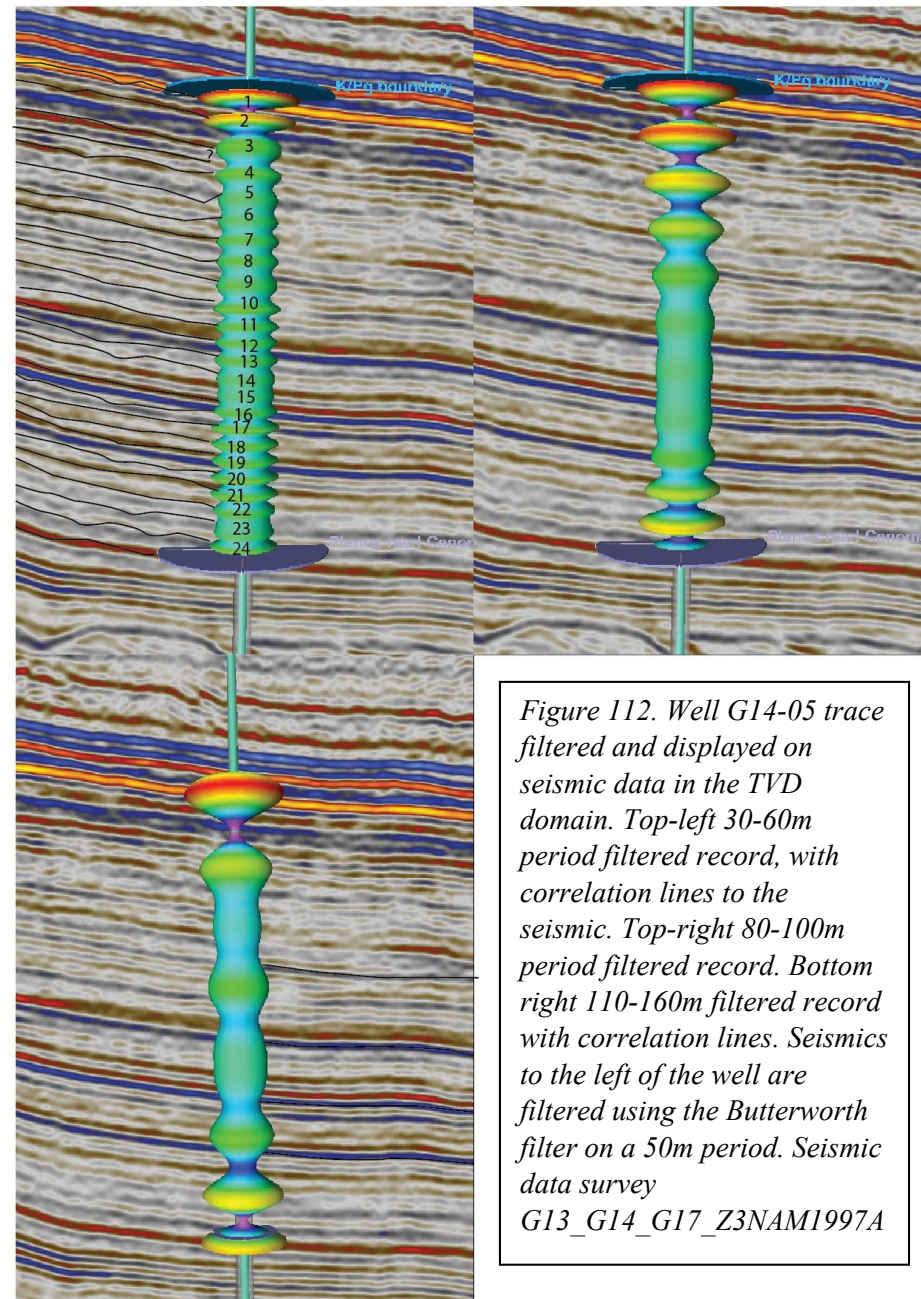 K/Pg boundary
1
2
3
?
4
5
6
7
8
9
10
11
12
13
14
15
16
17
18
19
20
21
22
23
24
K/Pg boundary
Figure 112. Well G14-05 trace
filtered and displayed on
seismic data in the TVD
domain. Top-left 30-60m
period filtered record, with
correlation lines to the
seismic. Top-right 80-100m
period filtered record. Bottom
right 110-160m filtered record
with correlation lines. Seismics
to the left of the well are
filtered using the Butterworth
filter on a 50m period. Seismic
data survey
G13_G14_G17_Z3NAM1997A